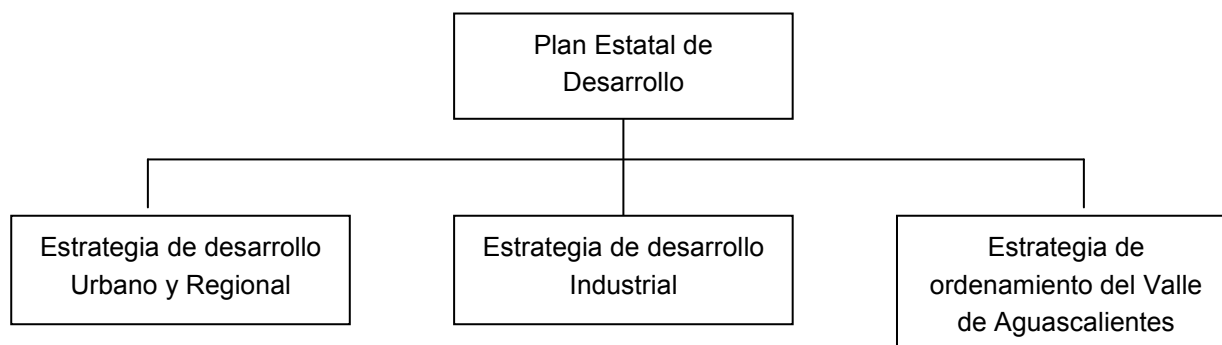 Plan Estatal de
Desarrollo
Estrategia de desarrollo
Urbano y Regional
Estrategia de desarrollo
Industrial
Estrategia de
ordenamiento del Valle
de Aguascalientes